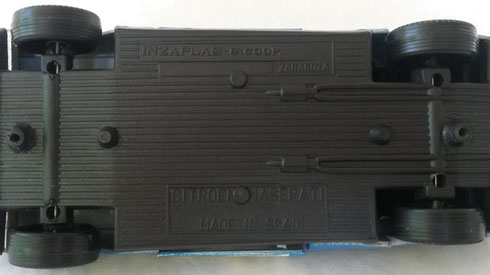 INZAPLAS-S.COOP.
ZARAGOZA
CITROEN MASERATI
MADE IN SPAIN